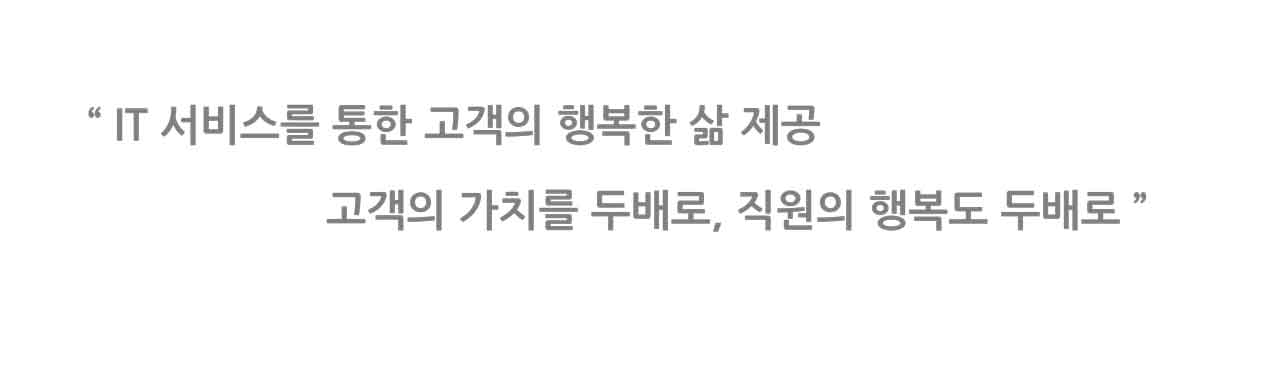 “ IT 서비스를 통한 고객의 행복한 삶 제공
고객의 가치를 두배로, 직원의 행복도 두배로 ”